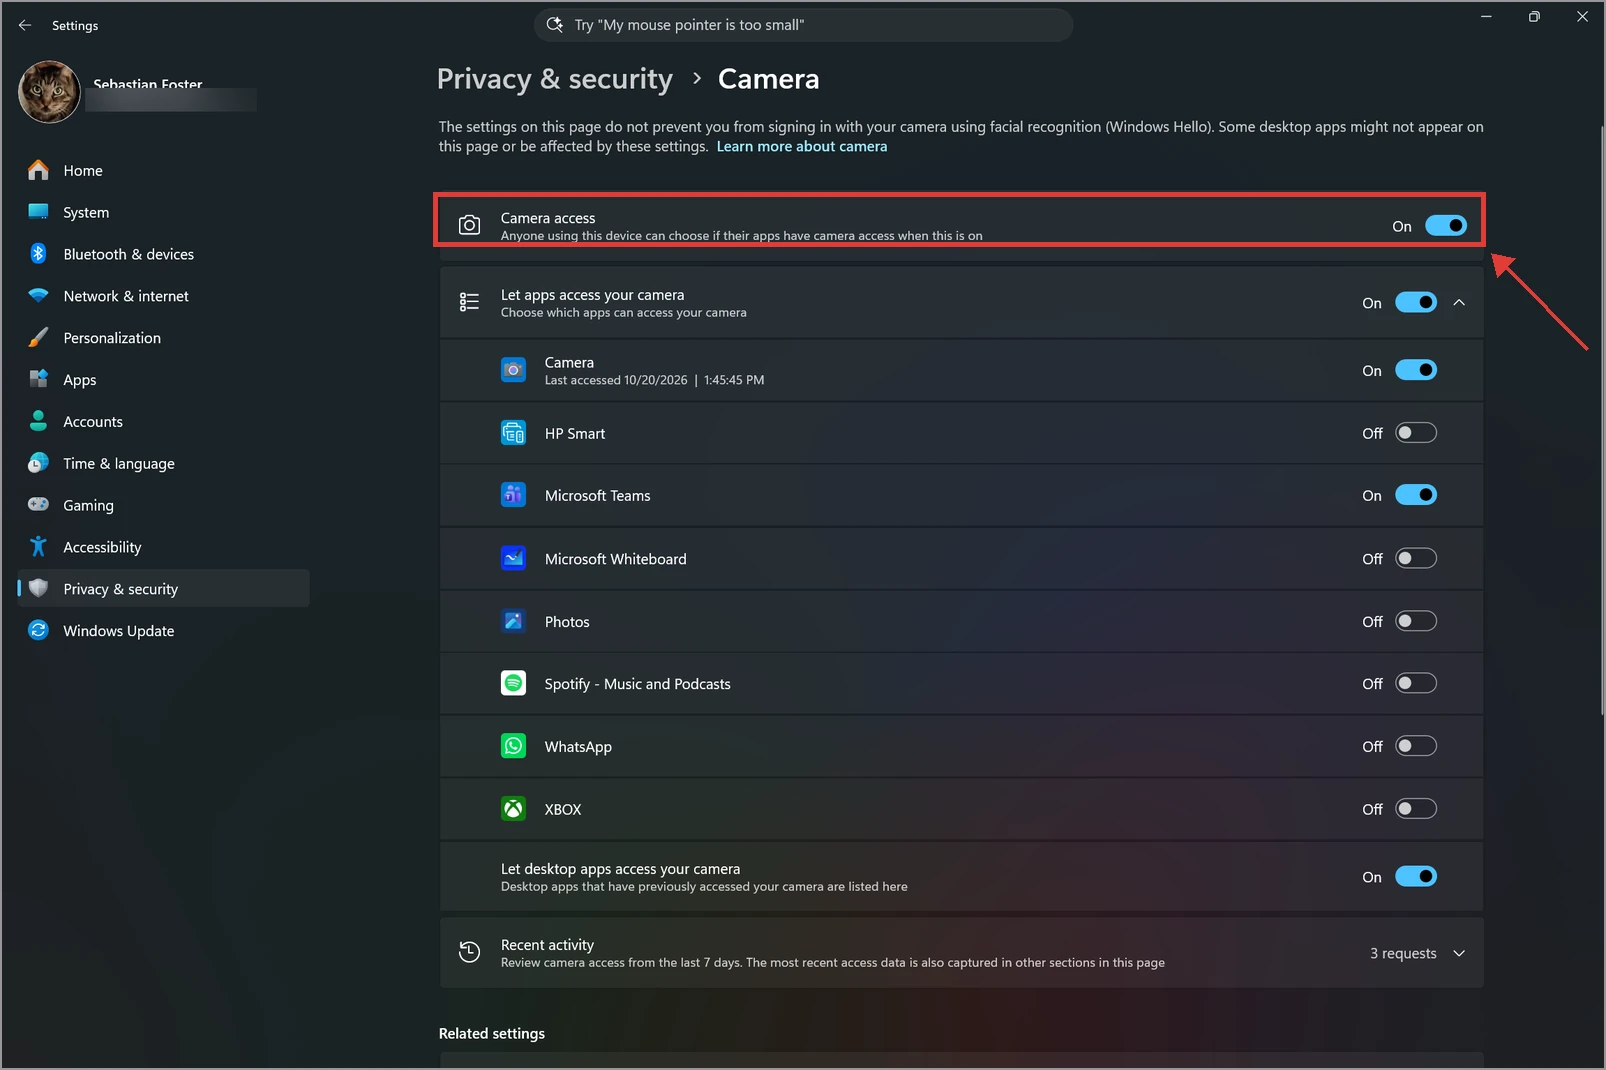 Settings
Try "My mouse pointer is too small"
Sebastian Foster
Home
System
Bluetooth & devices
Network & internet
Personalization
Apps
Accounts
Time & language
Gaming
Accessibility
Privacy & security
Windows Update
Privacy & security > Camera
The settings on this page do not prevent you from signing in with your camera using facial recognition (Windows Hello). Some desktop apps might not appear on
this page or be affected by these settings. Learn more about camera
Camera access
Anyone using this device can choose if their apps have camera access when this is on
On
Let apps access your camera
Choose which apps can access your camera
On
Camera
Last accessed 10/20/2026 | 1:45:45 PM
On
HP Smart
Off
Microsoft Teams
On
Microsoft Whiteboard
Off
Photos
Off
Spotify - Music and Podcasts
Off
WhatsApp
Off
XBOX
Off
Let desktop apps access your camera
Desktop apps that have previously accessed your camera are listed here
On
Recent activity
Review camera access from the last 7 days. The most recent access data is also captured in other sections in this page
3 requests
Related settings